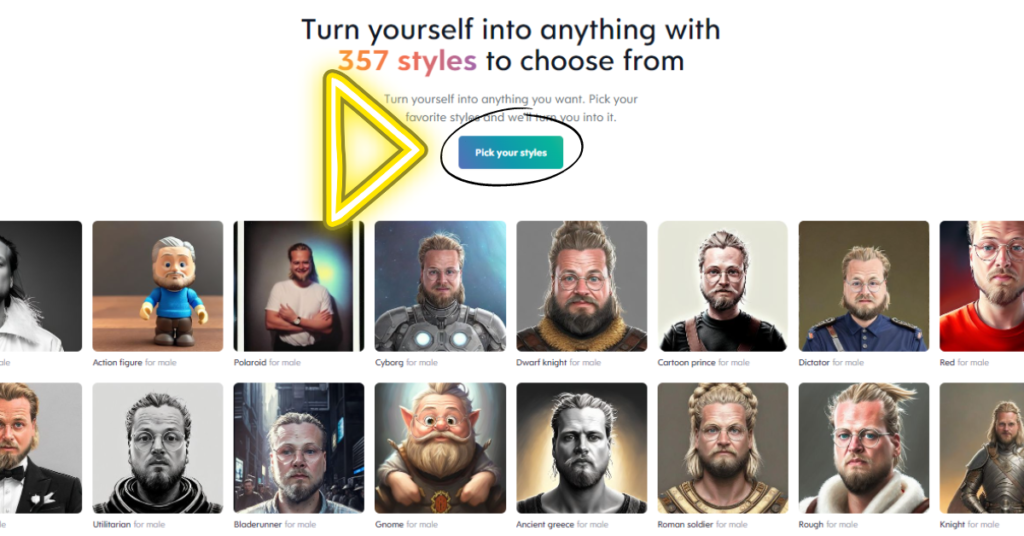 Turn yourself into anything with
357 styles to choose from
Turn yourself into anything you want. Pick your
favorite styles and we'll turn you into it.
Pick your styles
ale
Action figure for male
Polaroid for male
Cyborg for male
Dwarf knight for male
Cartoon prince for male
Dictator for male
Red for male
le
Utilitarian for male
Bloderunner for male
Gnome for male
Ancient greece for male
Roman soldier for male
Rough for male
Knight for male